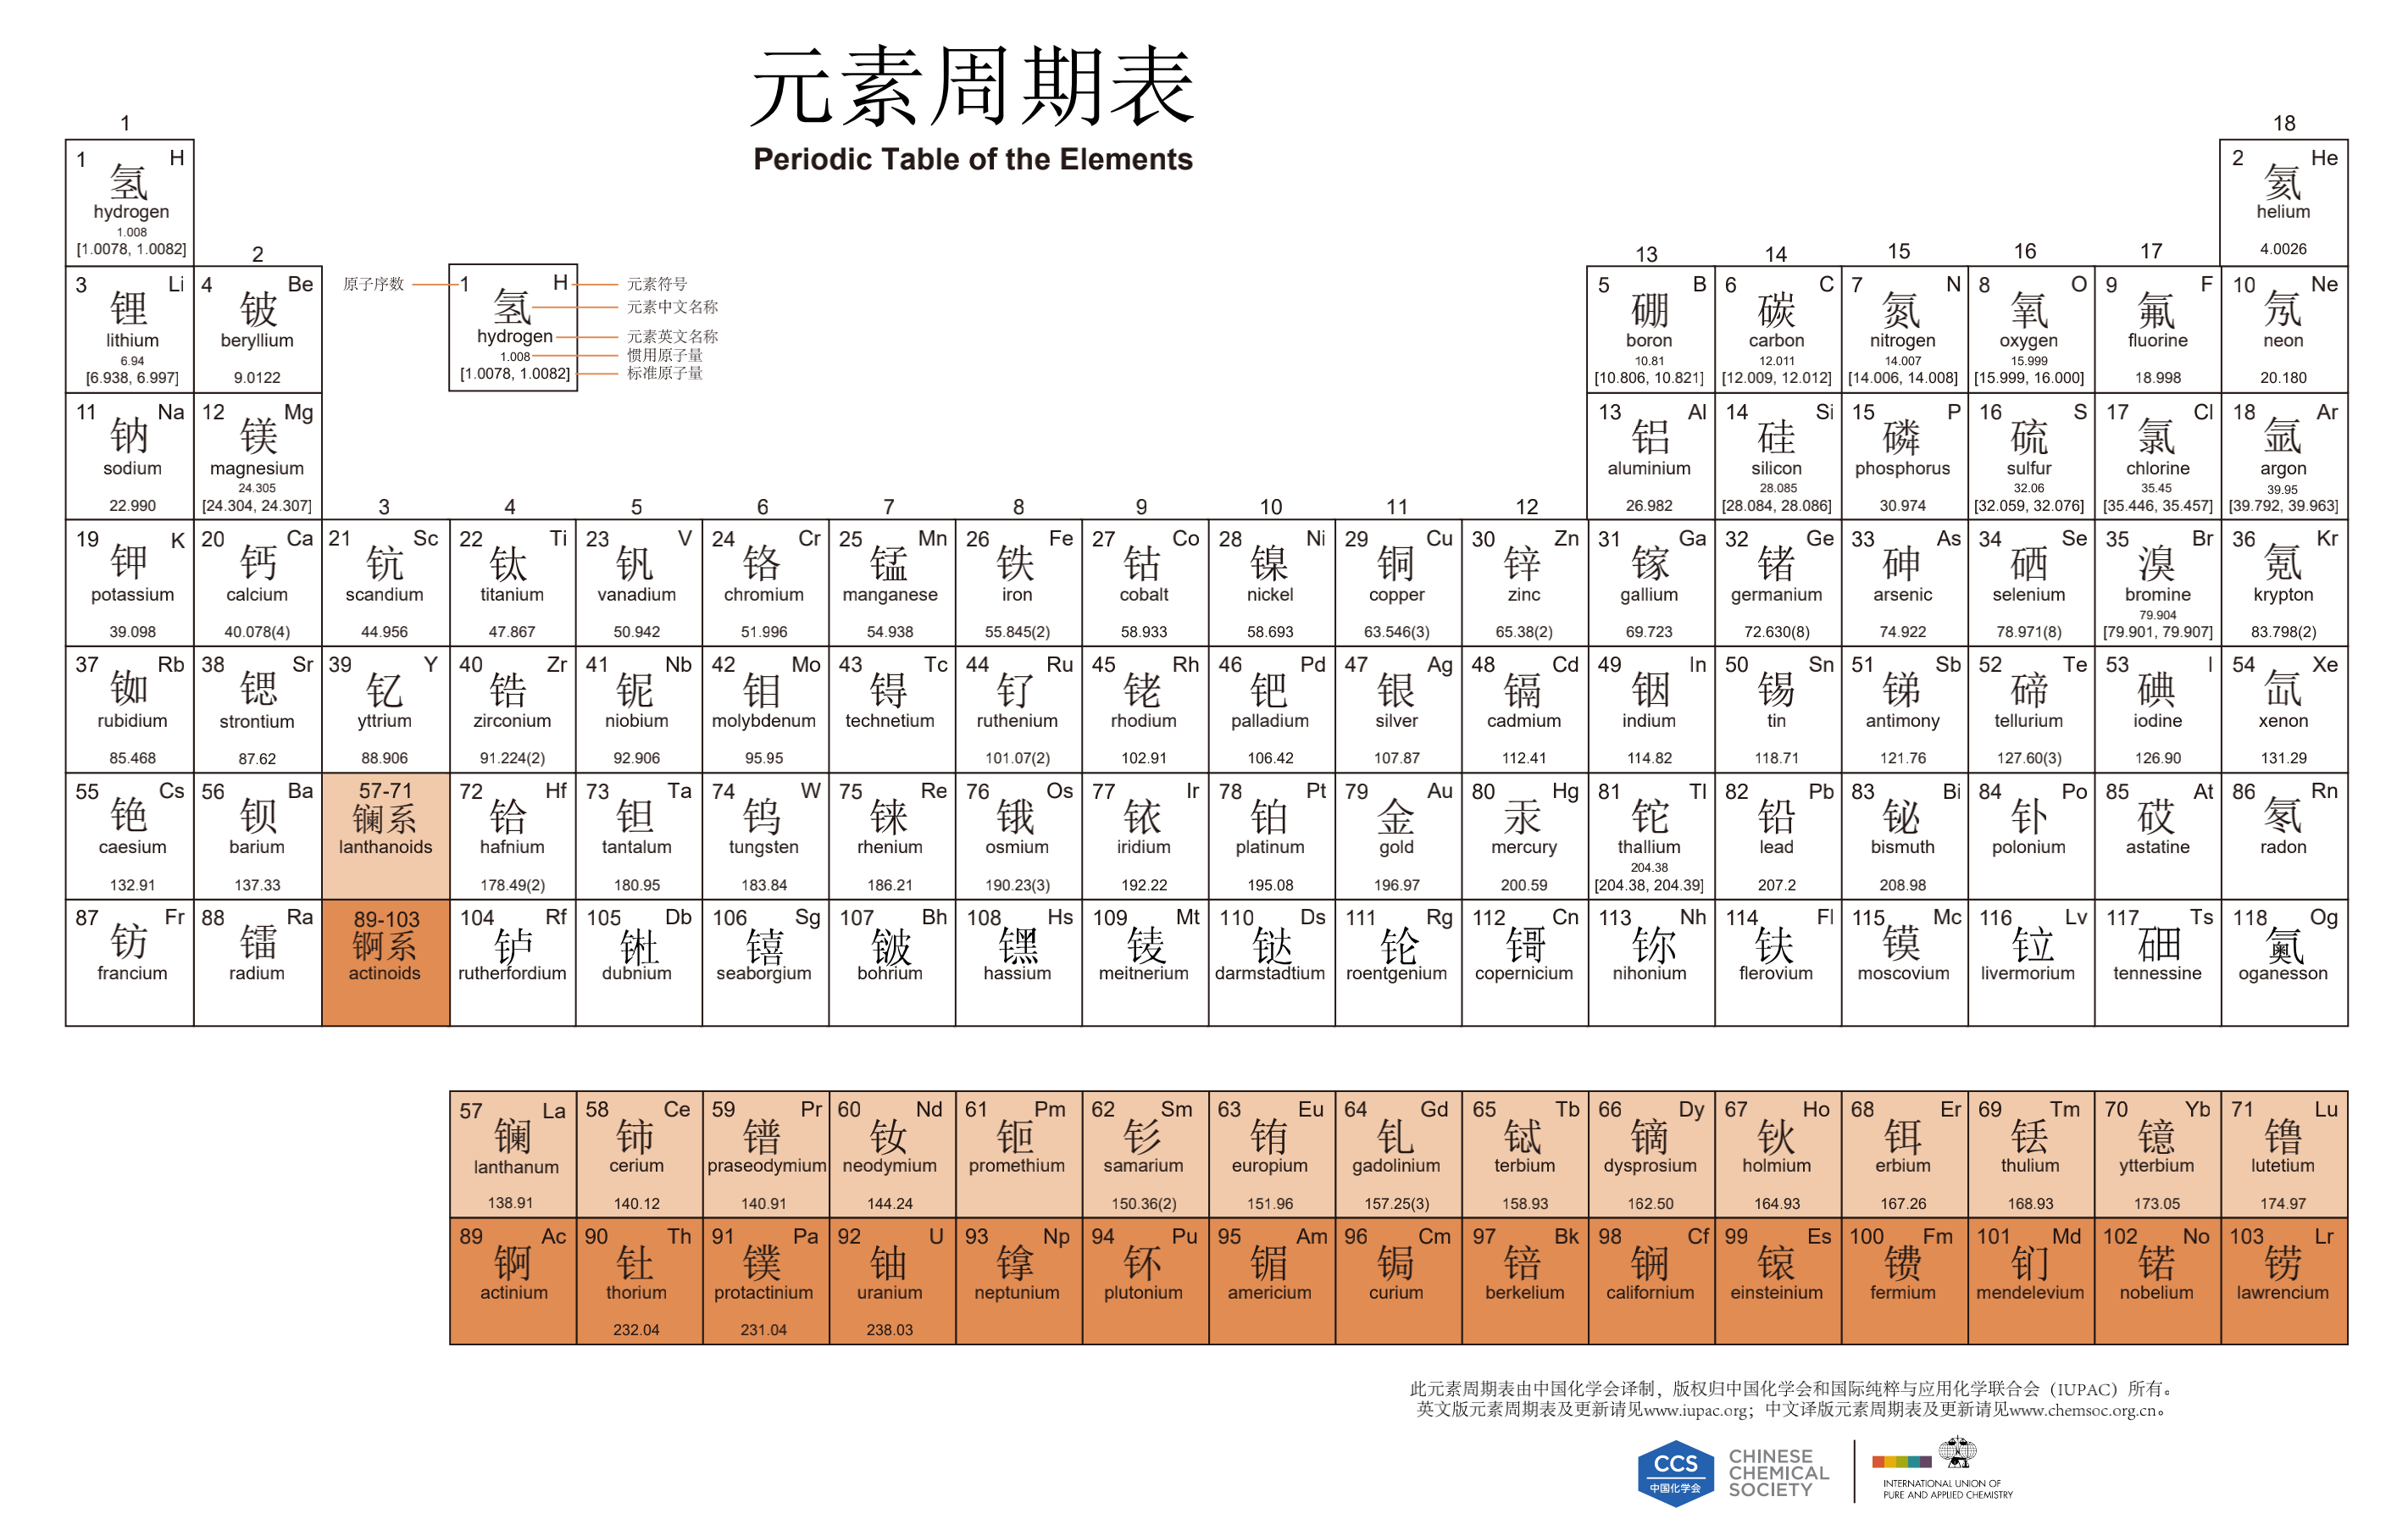 元素周期表
Periodic Table of the Elements
1
18
1 H
氢
hydrogen
1.008
[1.0078, 1.0082]
2 He
氦
helium
4.0026
2
13 14 15 16 17
3 Li
锂
lithium
6.94
[6.938, 6.997]
4 Be
铍
beryllium
9.0122
原子序数
1 H
氢
hydrogen
1.008
[1.0078, 1.0082]
元素符号
元素中文名称
元素英文名称
惯用原子量
标准原子量
5 B
硼
boron
10.81
[10.806, 10.821]
6 C
碳
carbon
12.011
[12.009, 12.012]
7 N
氮
nitrogen
14.007
[14.006, 14.008]
8 O
氧
oxygen
15.999
[15.999, 16.000]
9 F
氟
fluorine
18.998
10 Ne
氖
neon
20.180
11 Na
钠
sodium
22.990
12 Mg
镁
magnesium
24.305
[24.304, 24.307]
13 Al
铝
aluminium
26.982
14 Si
硅
silicon
28.085
[28.084, 28.086]
15 P
磷
phosphorus
30.974
16 S
硫
sulfur
32.06
[32.059, 32.076]
17 Cl
氯
chlorine
35.45
[35.446, 35.457]
18 Ar
氩
argon
39.95
[39.792, 39.963]
3 4 5 6 7 8 9 10 11 12
19 K
钾
potassium
39.098
20 Ca
钙
calcium
40.078(4)
21 Sc
钪
scandium
44.956
22 Ti
钛
titanium
47.867
23 V
钒
vanadium
50.942
24 Cr
铬
chromium
51.996
25 Mn
锰
manganese
54.938
26 Fe
铁
iron
55.845(2)
27 Co
钴
cobalt
58.933
28 Ni
镍
nickel
58.693
29 Cu
铜
copper
63.546(3)
30 Zn
锌
zinc
65.38(2)
31 Ga
镓
gallium
69.723
32 Ge
锗
germanium
72.630(8)
33 As
砷
arsenic
74.922
34 Se
硒
selenium
78.971(8)
35 Br
溴
bromine
79.904
[79.901, 79.907]
36 Kr
氪
krypton
83.798(2)
37 Rb
铷
rubidium
85.468
38 Sr
锶
strontium
87.62
39 Y
钇
yttrium
88.906
40 Zr
锆
zirconium
91.224(2)
41 Nb
铌
niobium
92.906
42 Mo
钼
molybdenum
95.95
43 Tc
锝
technetium
44 Ru
钌
ruthenium
101.07(2)
45 Rh
铑
rhodium
102.91
46 Pd
钯
palladium
106.42
47 Ag
银
silver
107.87
48 Cd
镉
cadmium
112.41
49 In
铟
indium
114.82
50 Sn
锡
tin
118.71
51 Sb
锑
antimony
121.76
52 Te
碲
tellurium
127.60(3)
53 I
碘
iodine
126.90
54 Xe
氙
xenon
131.29
55 Cs
铯
caesium
132.91
56 Ba
钡
barium
137.33
57-71
镧系
lanthanoids
72 Hf
铪
hafnium
178.49(2)
73 Ta
钽
tantalum
180.95
74 W
钨
tungsten
183.84
75 Re
铼
rhenium
186.21
76 Os
锇
osmium
190.23(3)
77 Ir
铱
iridium
192.22
78 Pt
铂
platinum
195.08
79 Au
金
gold
196.97
80 Hg
汞
mercury
200.59
81 Tl
铊
thallium
204.38
[204.38, 204.39]
82 Pb
铅
lead
207.2
83 Bi
铋
bismuth
208.98
84 Po
钋
polonium
85 At
砹
astatine
86 Rn
氡
radon
87 Fr
钫
francium
88 Ra
镭
radium
89-103
锕系
actinoids
104 Rf
𬬻
rutherfordium
105 Db
𬭊
dubnium
106 Sg
𬭳
seaborgium
107 Bh
𬭛
bohrium
108 Hs
𬭶
hassium
109 Mt
鿏
meitnerium
110 Ds
𫟼
darmstadtium
111 Rg
𬬭
roentgenium
112 Cn
鿔
copernicium
113 Nh
鿭
nihonium
114 Fl
𫓧
flerovium
115 Mc
镆
moscovium
116 Lv
𫟷
livermorium
117 Ts
鿬
tennessine
118 Og
鿫
oganesson
57 La
镧
lanthanum
138.91
58 Ce
铈
cerium
140.12
59 Pr
镨
praseodymium
140.91
60 Nd
钕
neodymium
144.24
61 Pm
钷
promethium
62 Sm
钐
samarium
150.36(2)
63 Eu
铕
europium
151.96
64 Gd
钆
gadolinium
157.25(3)
65 Tb
铽
terbium
158.93
66 Dy
镝
dysprosium
162.50
67 Ho
钬
holmium
164.93
68 Er
铒
erbium
167.26
69 Tm
铥
thulium
168.93
70 Yb
镱
ytterbium
173.05
71 Lu
镥
lutetium
174.97
89 Ac
锕
actinium
90 Th
钍
thorium
232.04
91 Pa
镤
protactinium
231.04
92 U
铀
uranium
238.03
93 Np
镎
neptunium
94 Pu
钚
plutonium
95 Am
镅
americium
96 Cm
锔
curium
97 Bk
锫
berkelium
98 Cf
锎
californium
99 Es
锿
einsteinium
100 Fm
镄
fermium
101 Md
钔
mendelevium
102 No
锘
nobelium
103 Lr
铹
lawrencium
此元素周期表由中国化学会译制，版权归中国化学会和国际纯粹与应用化学联合会（IUPAC）所有。
英文版元素周期表及更新请见www.iupac.org；中文译版元素周期表及更新请见www.chemsoc.org.cn。
CCS
中国化学会
CHINESE
CHEMICAL
SOCIETY
INTERNATIONAL UNION OF
PURE AND APPLIED CHEMISTRY